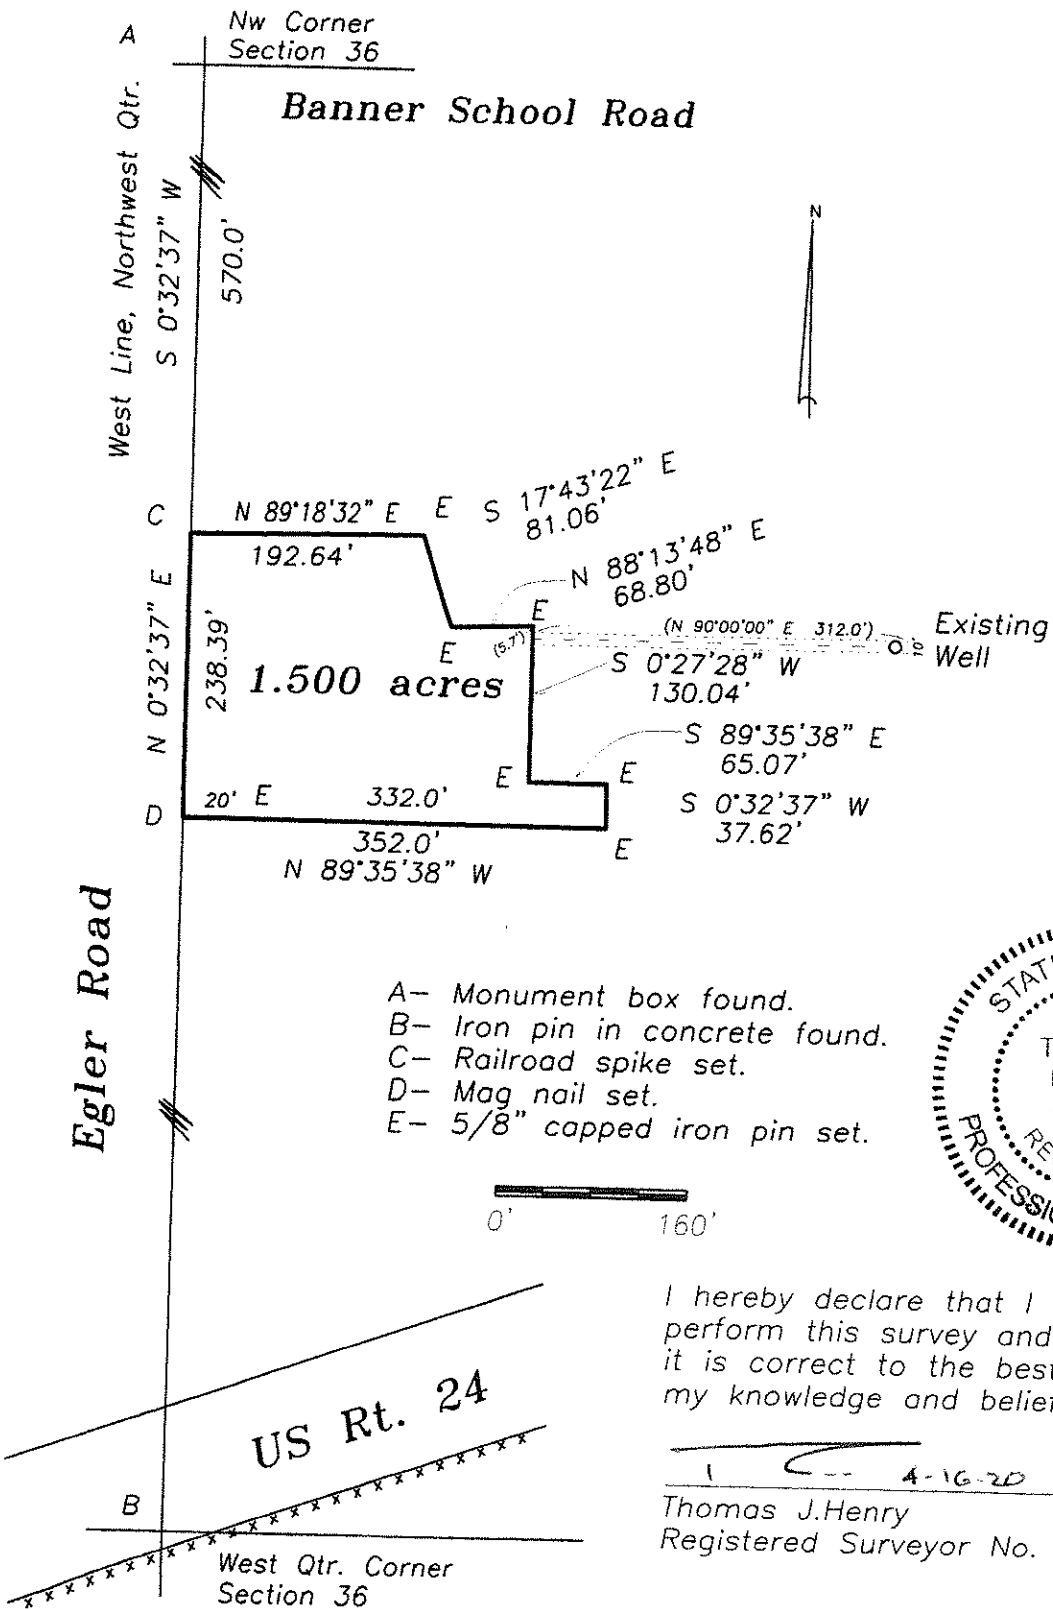 A
Nw Corner
Section 36
Banner School Road
West Line, Northwest Qtr.
S 0°32'37" W
570.0'
N
C
N 89°18'32" E
E
S 17°43'22" E
81.06'
192.64'
N 88°13'48" E
68.80'
E
N 0°32'37" E
238.39'
E
(5.7')
(N 90°00'00" E 312.0')
10'
Existing
Well
1.500 acres
S 0°27'28" W
130.04'
S 89°35'38" E
65.07'
E
E
D
20'
E
332.0'
S 0°32'37" W
37.62'
352.0'
E
N 89°35'38" W
Egler Road
A- Monument box found.
B- Iron pin in concrete found.
C- Railroad spike set.
D- Mag nail set.
E- 5/8" capped iron pin set.
0' 160'
I hereby declare that I
perform this survey and
it is correct to the best
my knowledge and belief
4-16-20
Thomas J.Henry
Registered Surveyor No.
US Rt. 24
B
West Qtr. Corner
Section 36